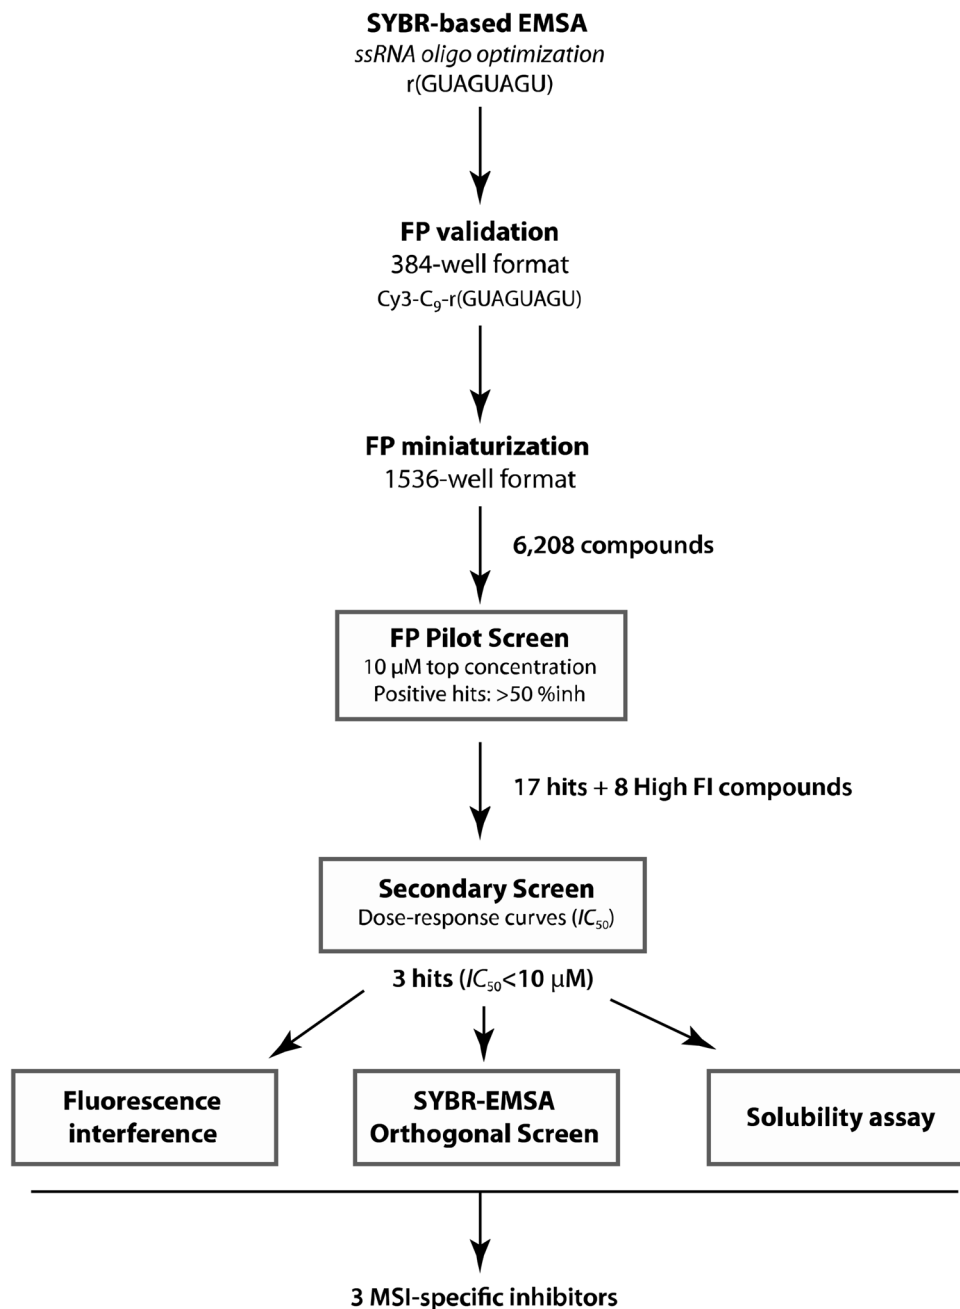 SYBR-based EMSA
ssRNA oligo optimization
r(GUAGUAGU)
FP validation
384-well format
Cy3-C₉-r(GUAGUAGU)
FP miniaturization
1536-well format
6,208 compounds
FP Pilot Screen
10 μM top concentration
Positive hits: >50 %inh
17 hits + 8 High FI compounds
Secondary Screen
Dose-response curves (IC₅₀)
3 hits (IC₅₀<10 μM)
Fluorescence
interference
SYBR-EMSA
Orthogonal Screen
Solubility assay
3 MSI-specific inhibitors